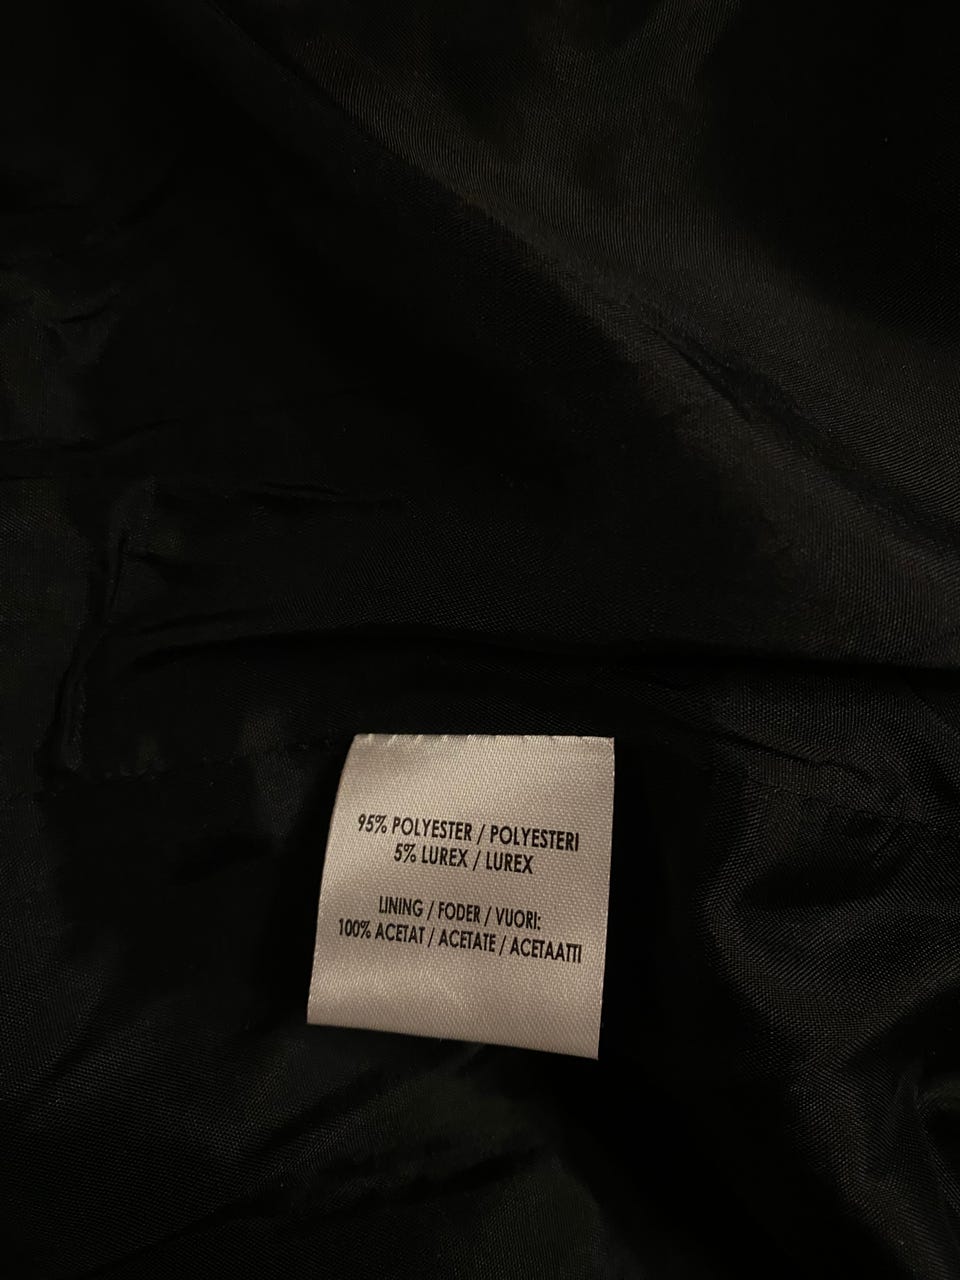 95% POLYESTER / POLYESTERI
5% LUREX / LUREX
LINING / FODER / VUORI:
100% ACETAT / ACETATE / ACETAATTI